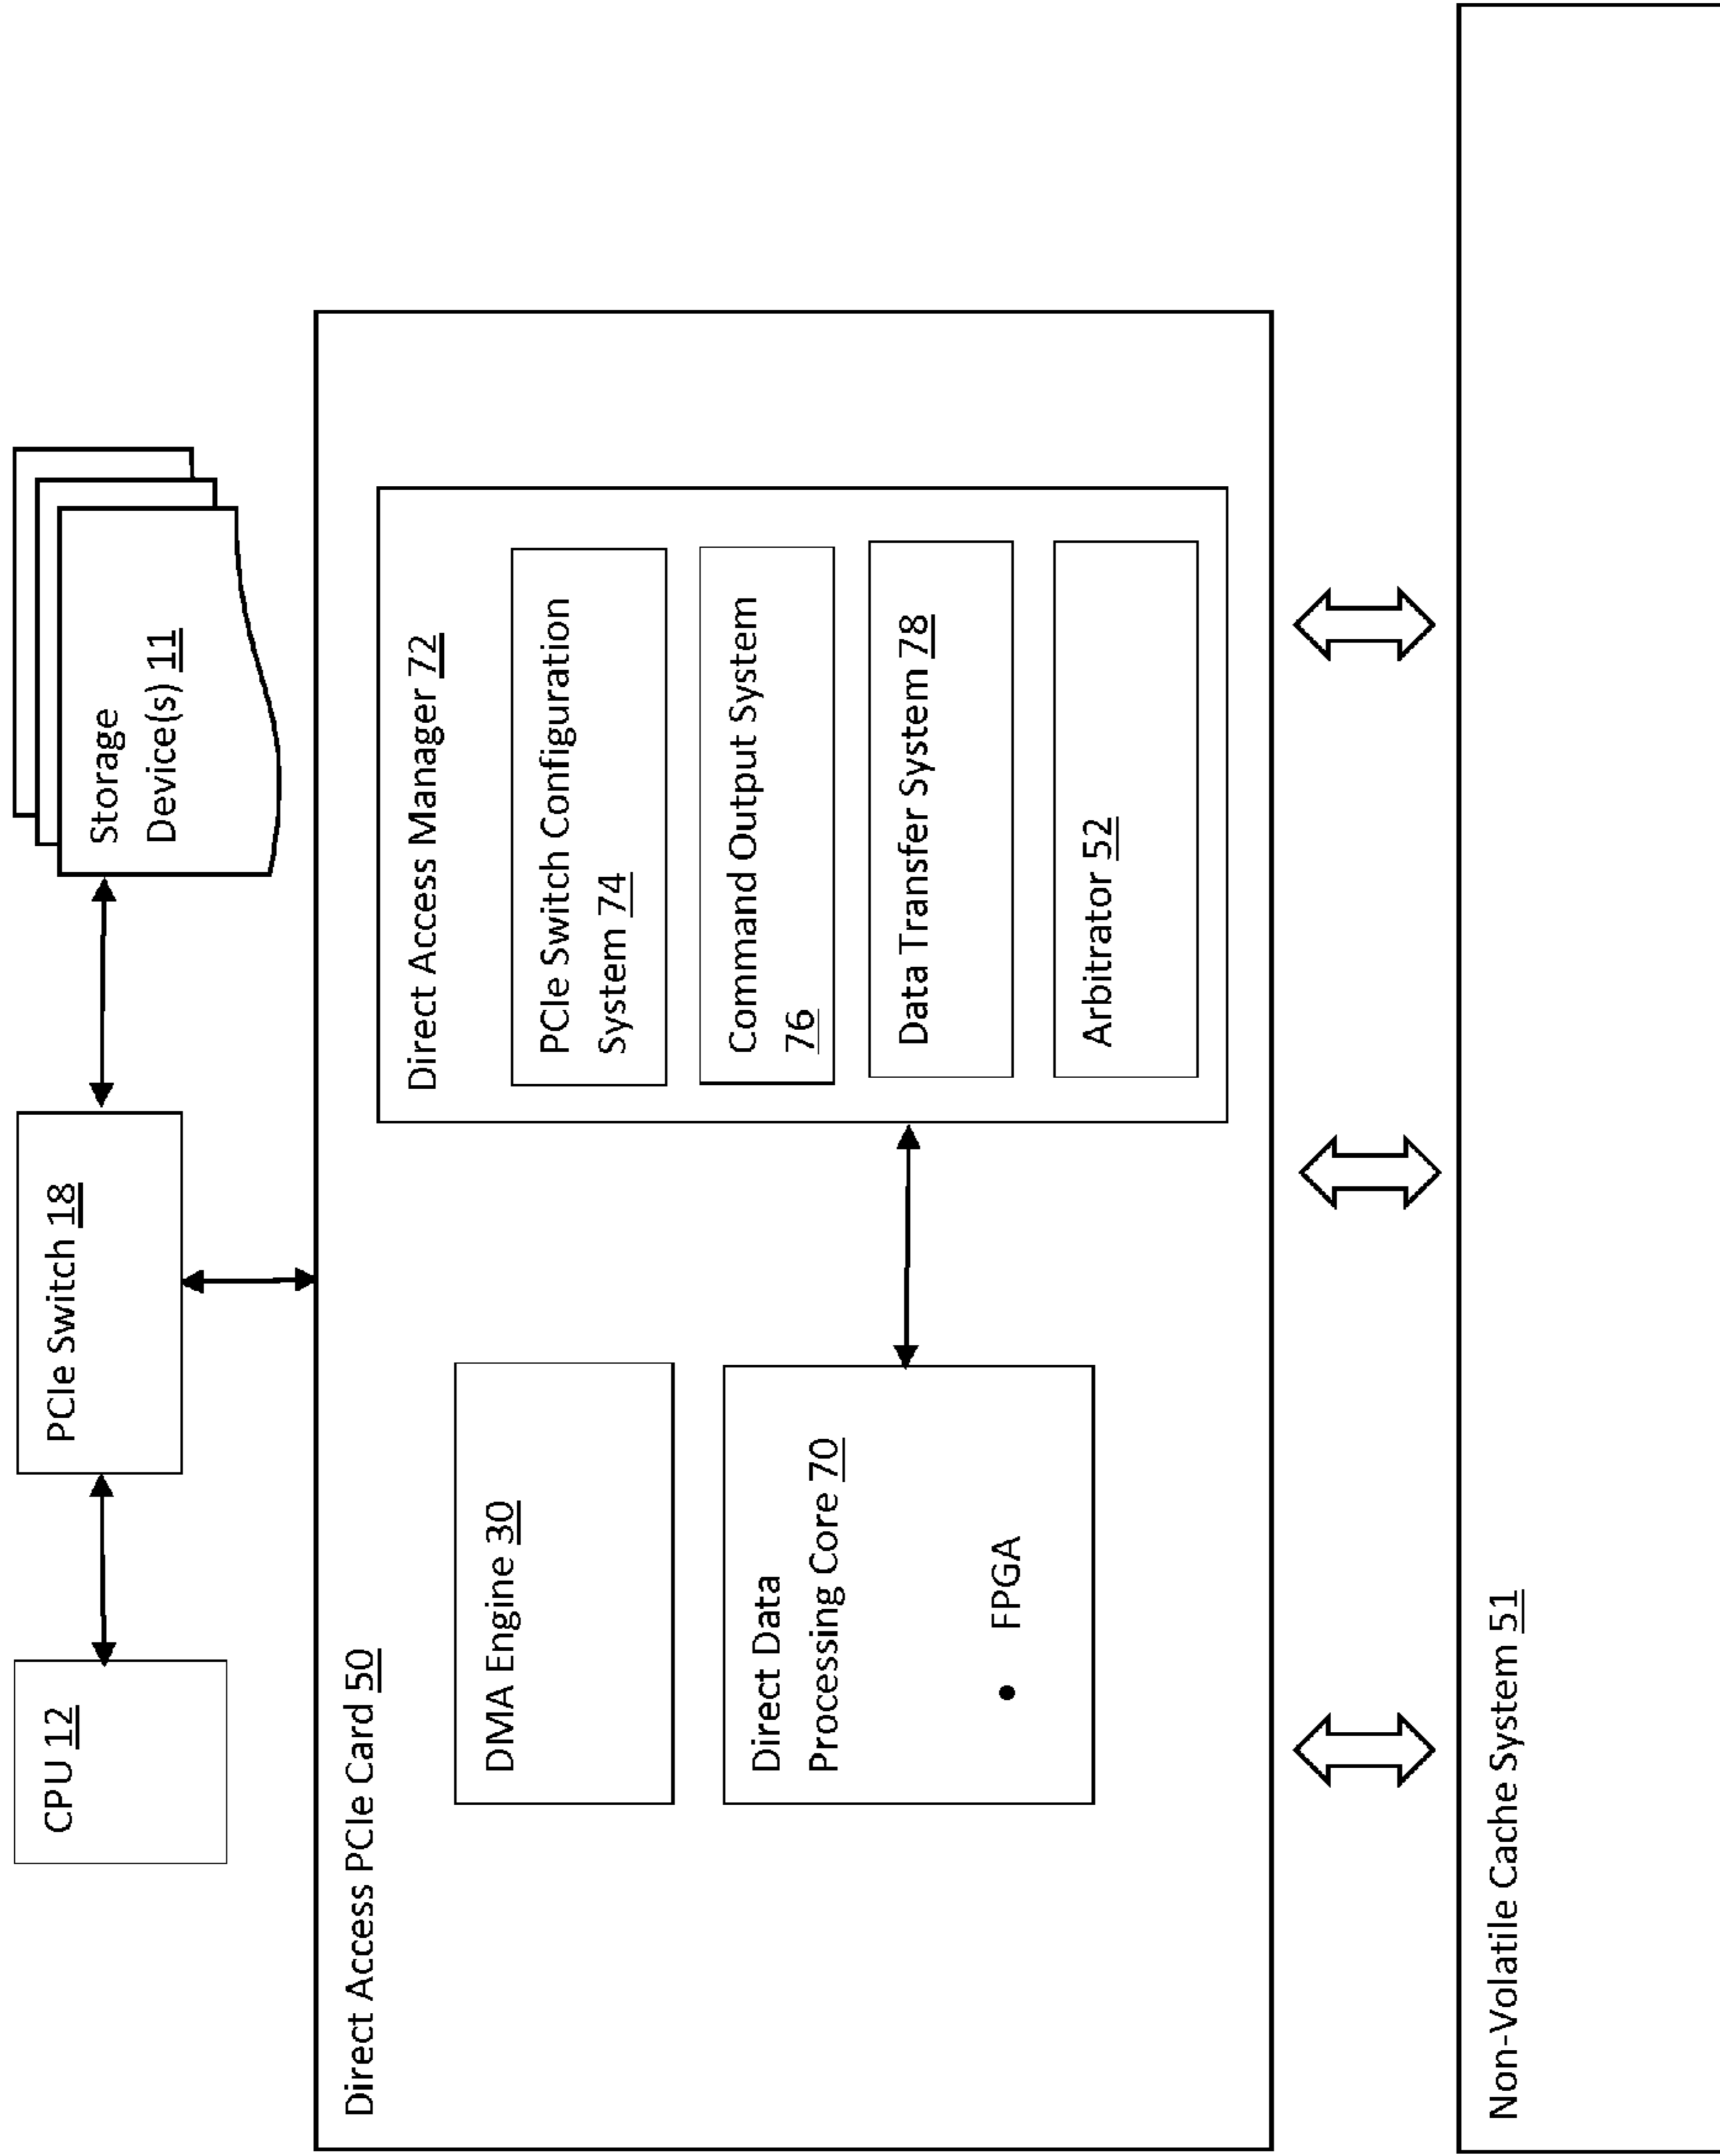 CPU 12
PCIe Switch 18
Storage
Device(s) 11
Direct Access PCIe Card 50
DMA Engine 30
Direct Data
Processing Core 70
• FPGA
Direct Access Manager 72
PCIe Switch Configuration
System 74
Command Output System
76
Data Transfer System 78
Arbitrator 52
Non-Volatile Cache System 51